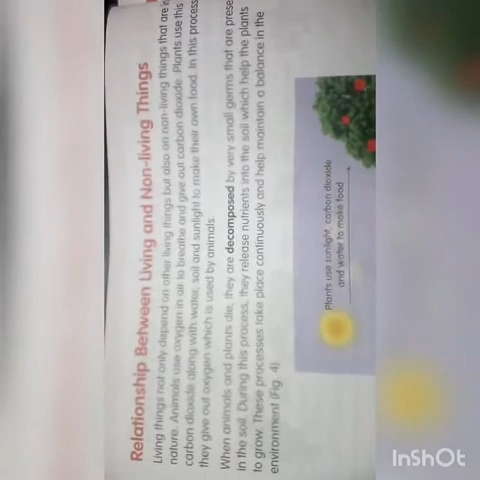 Relationship Between Living and Non-living Things
Living things not only depend on other living things but also on non-living things that are in
nature. Animals use oxygen in air to breathe and give out carbon dioxide. Plants use this
carbon dioxide along with water, soil and sunlight to make their own food. In this process
they give out oxygen which is used by animals.
When animals and plants die, they are decomposed by very small germs that are prese
in the soil. During this process, they release nutrients into the soil which help the plants
to grow. These processes take place continuously and help maintain a balance in the
environment (Fig. 4)
Plants use sunlight, carbon dioxide
and water to make food
InShOt